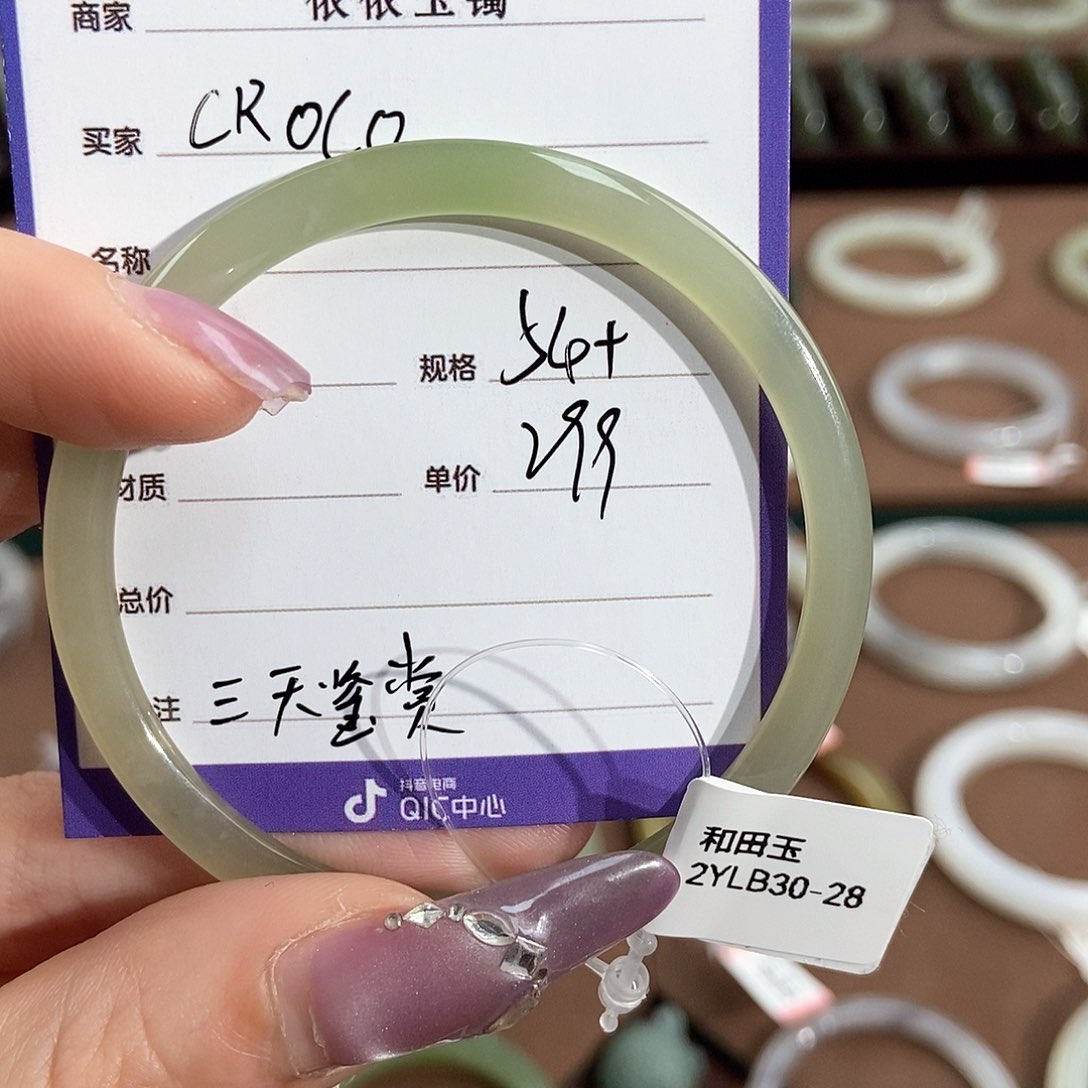 商家 依依玉镯
买家 CROCO
名称
规格 54+
材质 单价 299
总价
注 三天鉴赏
抖音电商
QIC中心
和田玉
2YLB30-28